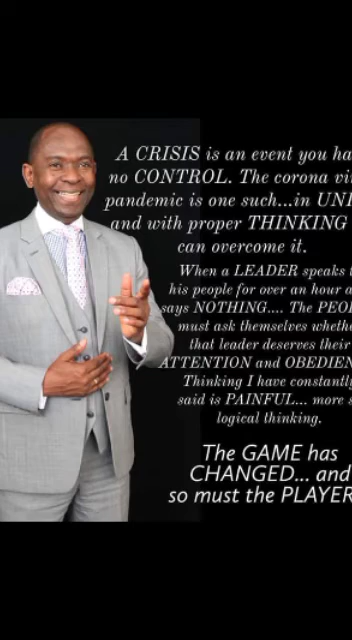 A CRISIS is an event you ha
no CONTROL. The corona vi
pandemic is one such...in UNI
and with proper THINKING
can overcome it.
When a LEADER speaks t
his people for over an hour a
says NOTHING.... The PEO
must ask themselves wheth
that leader deserves their
ATTENTION and OBEDIEN
Thinking I have constantly
said is PAINFUL... more s
logical thinking.
The GAME has
CHANGED... and
so must the PLAYER